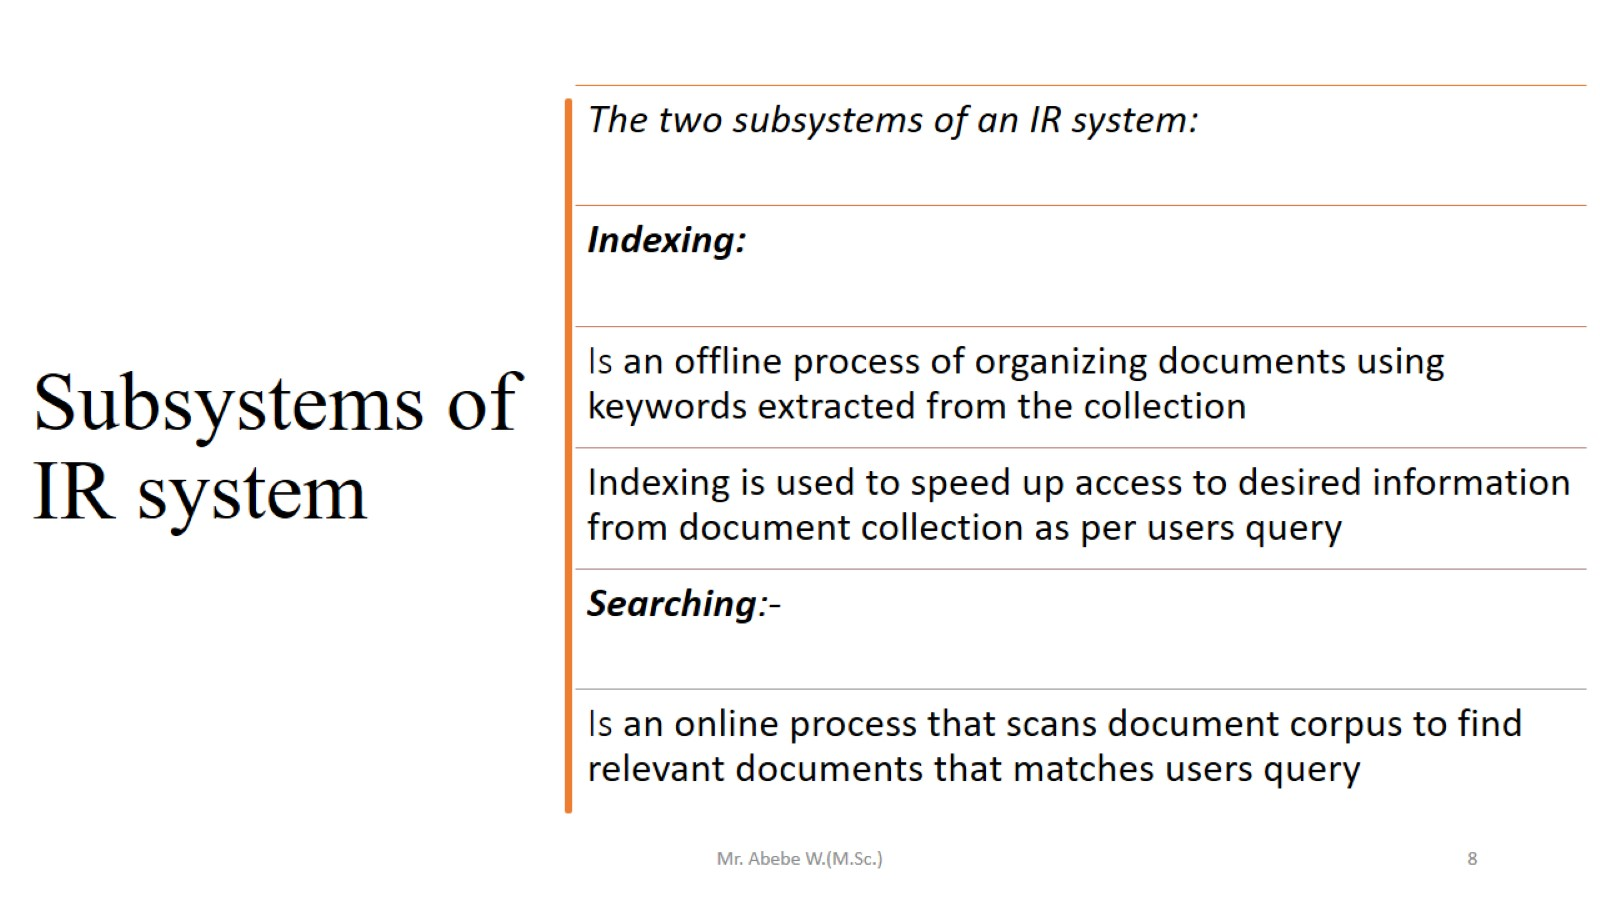 Subsystems of
IR system
The two subsystems of an IR system:
Indexing:
Is an offline process of organizing documents using
keywords extracted from the collection
Indexing is used to speed up access to desired information
from document collection as per users query
Searching:-
Is an online process that scans document corpus to find
relevant documents that matches users query
Mr. Abebe W.(M.Sc.)
8